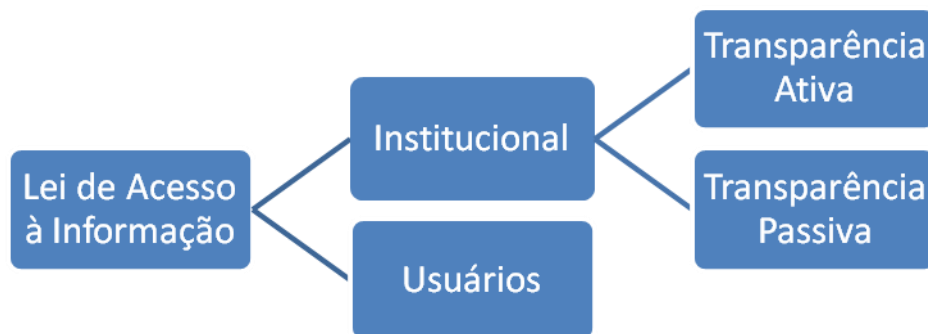 Lei de Acesso
à Informação
Institucional
Usuários
Transparência
Ativa
Transparência
Passiva